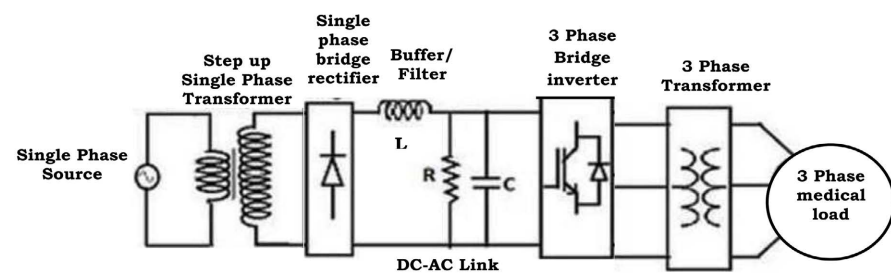 Single Phase
Source
Step up
Single Phase
Transformer
Single
phase
bridge
rectifier
Buffer/
Filter
L
R
C
DC-AC Link
3 Phase
Bridge
inverter
3 Phase
Transformer
3 Phase
medical
load